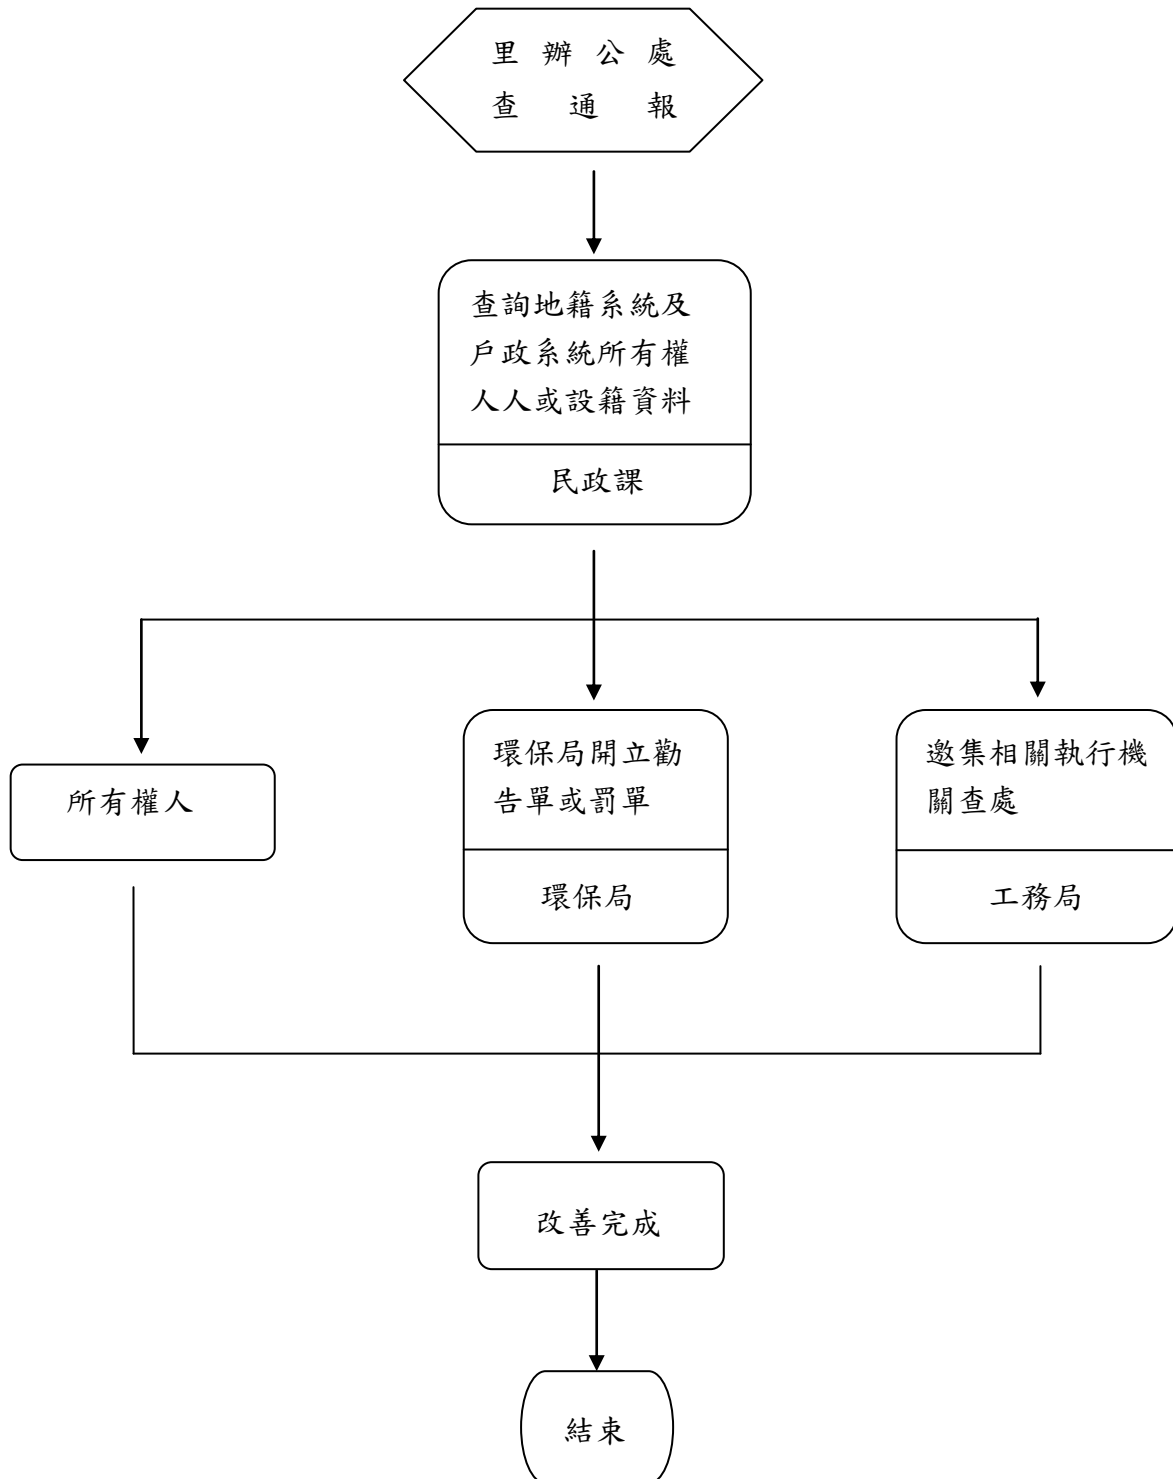 里辦公處
查通報
查詢地籍系統及
戶政系統所有權
人人或設籍資料
民政課
所有權人
環保局開立勸
告單或罰單
環保局
邀集相關執行機
關查處
工務局
改善完成
結束